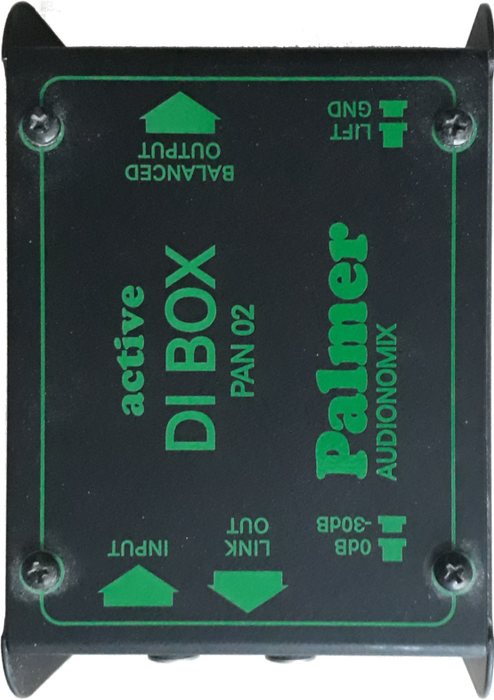 BALANCED
OUTPUT
LIFT
GND
active
DI BOX
PAN 02
Palmer
AUDIONOMIX
INPUT
LINK
OUT
0dB
-30dB